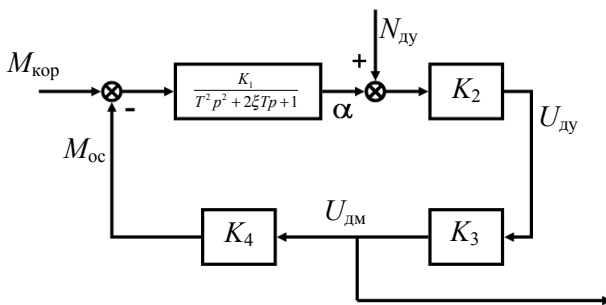 N_ду
M_кор
+
K_1
T^2p^2+2ξTp+1
α
K_2
-
M_ос
U_ду
K_4
U_дм
K_3